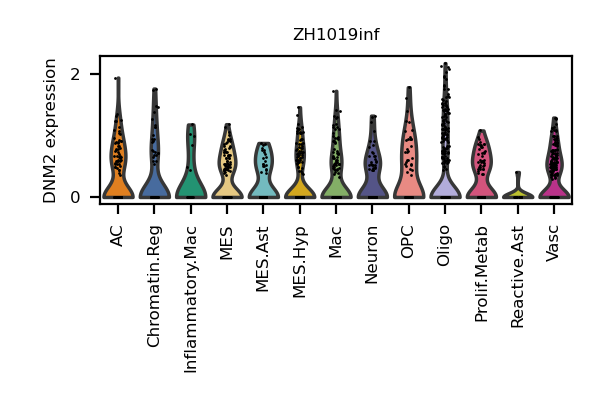 ZH1019inf
DNM2 expression
2
0
AC
Chromatin.Reg
Inflammatory.Mac
MES
MES.Ast
MES.Hyp
Mac
Neuron
OPC
Oligo
Prolif.Metab
Reactive.Ast
Vasc